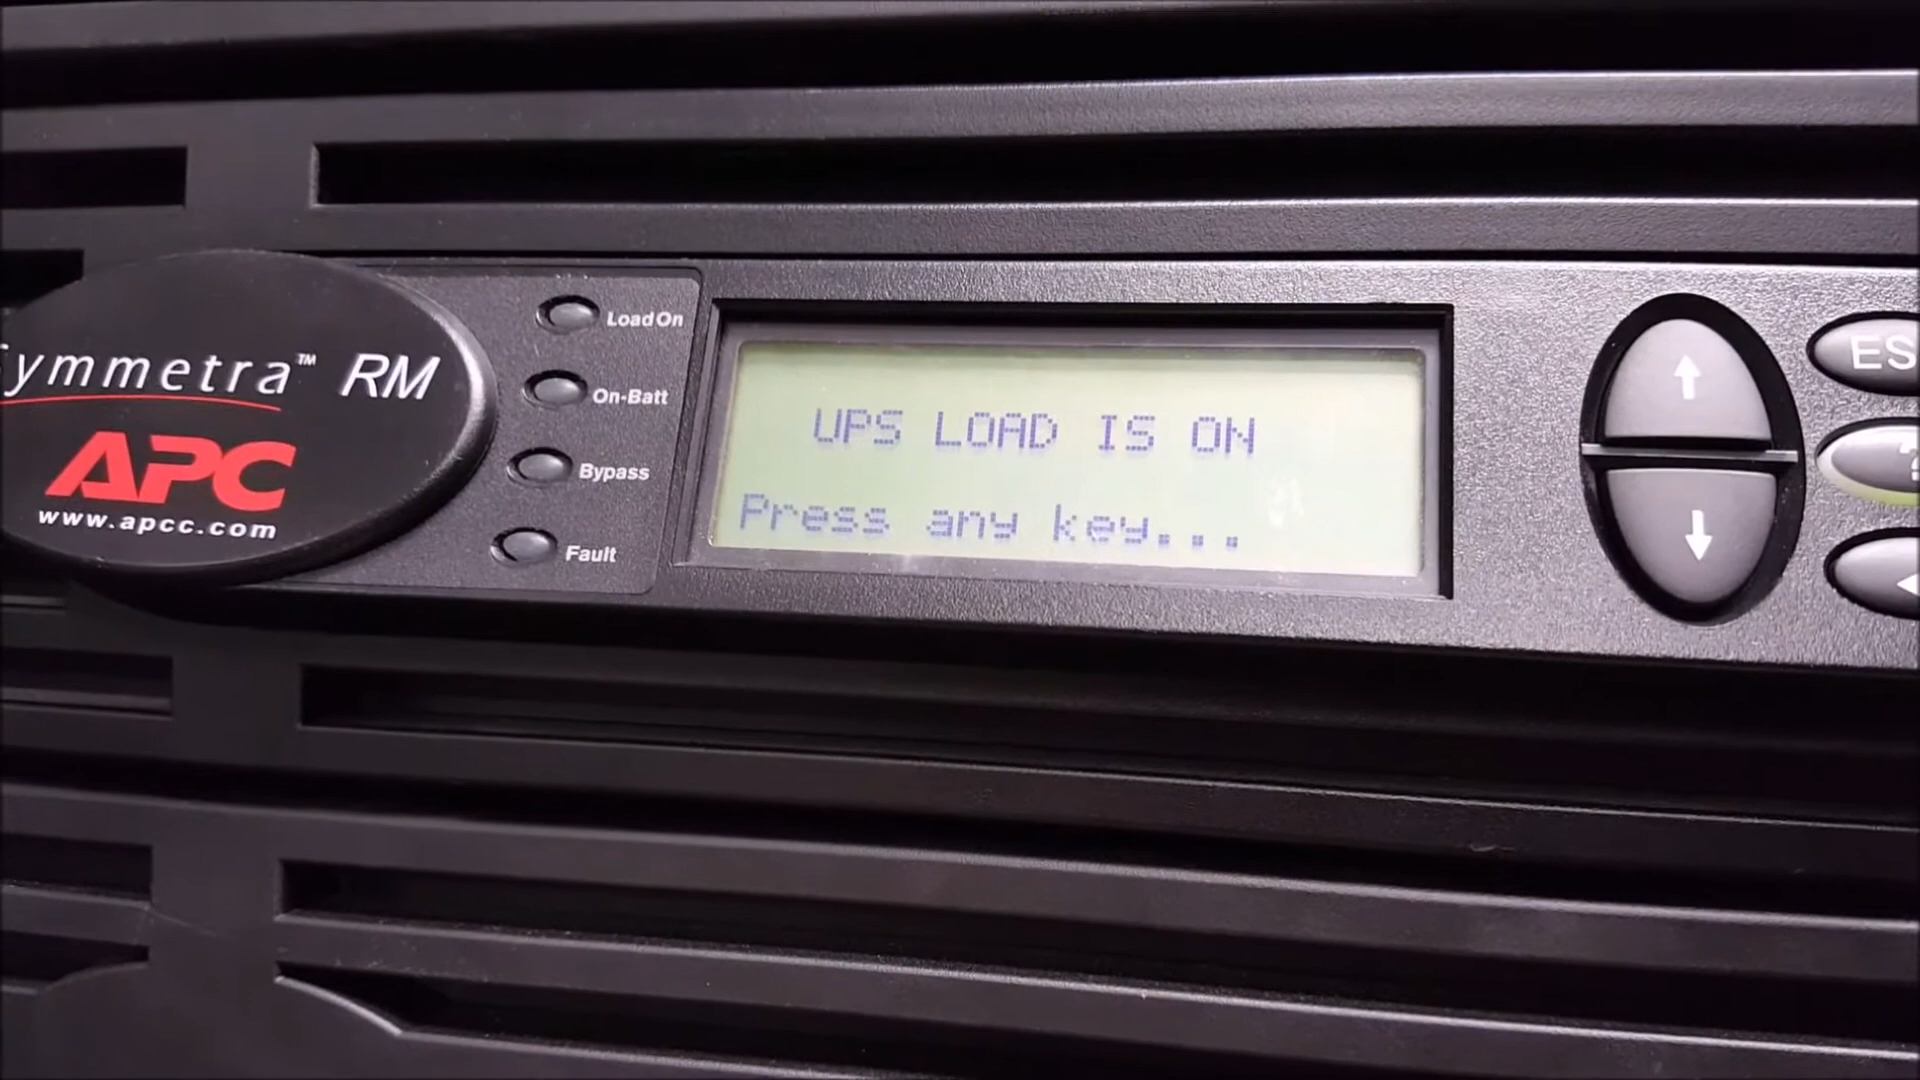 ymmetra™ RM
APC
www.apcc.com
Load On
On-Batt
Bypass
Fault
UPS LOAD IS ON
Press any key...
ES
?